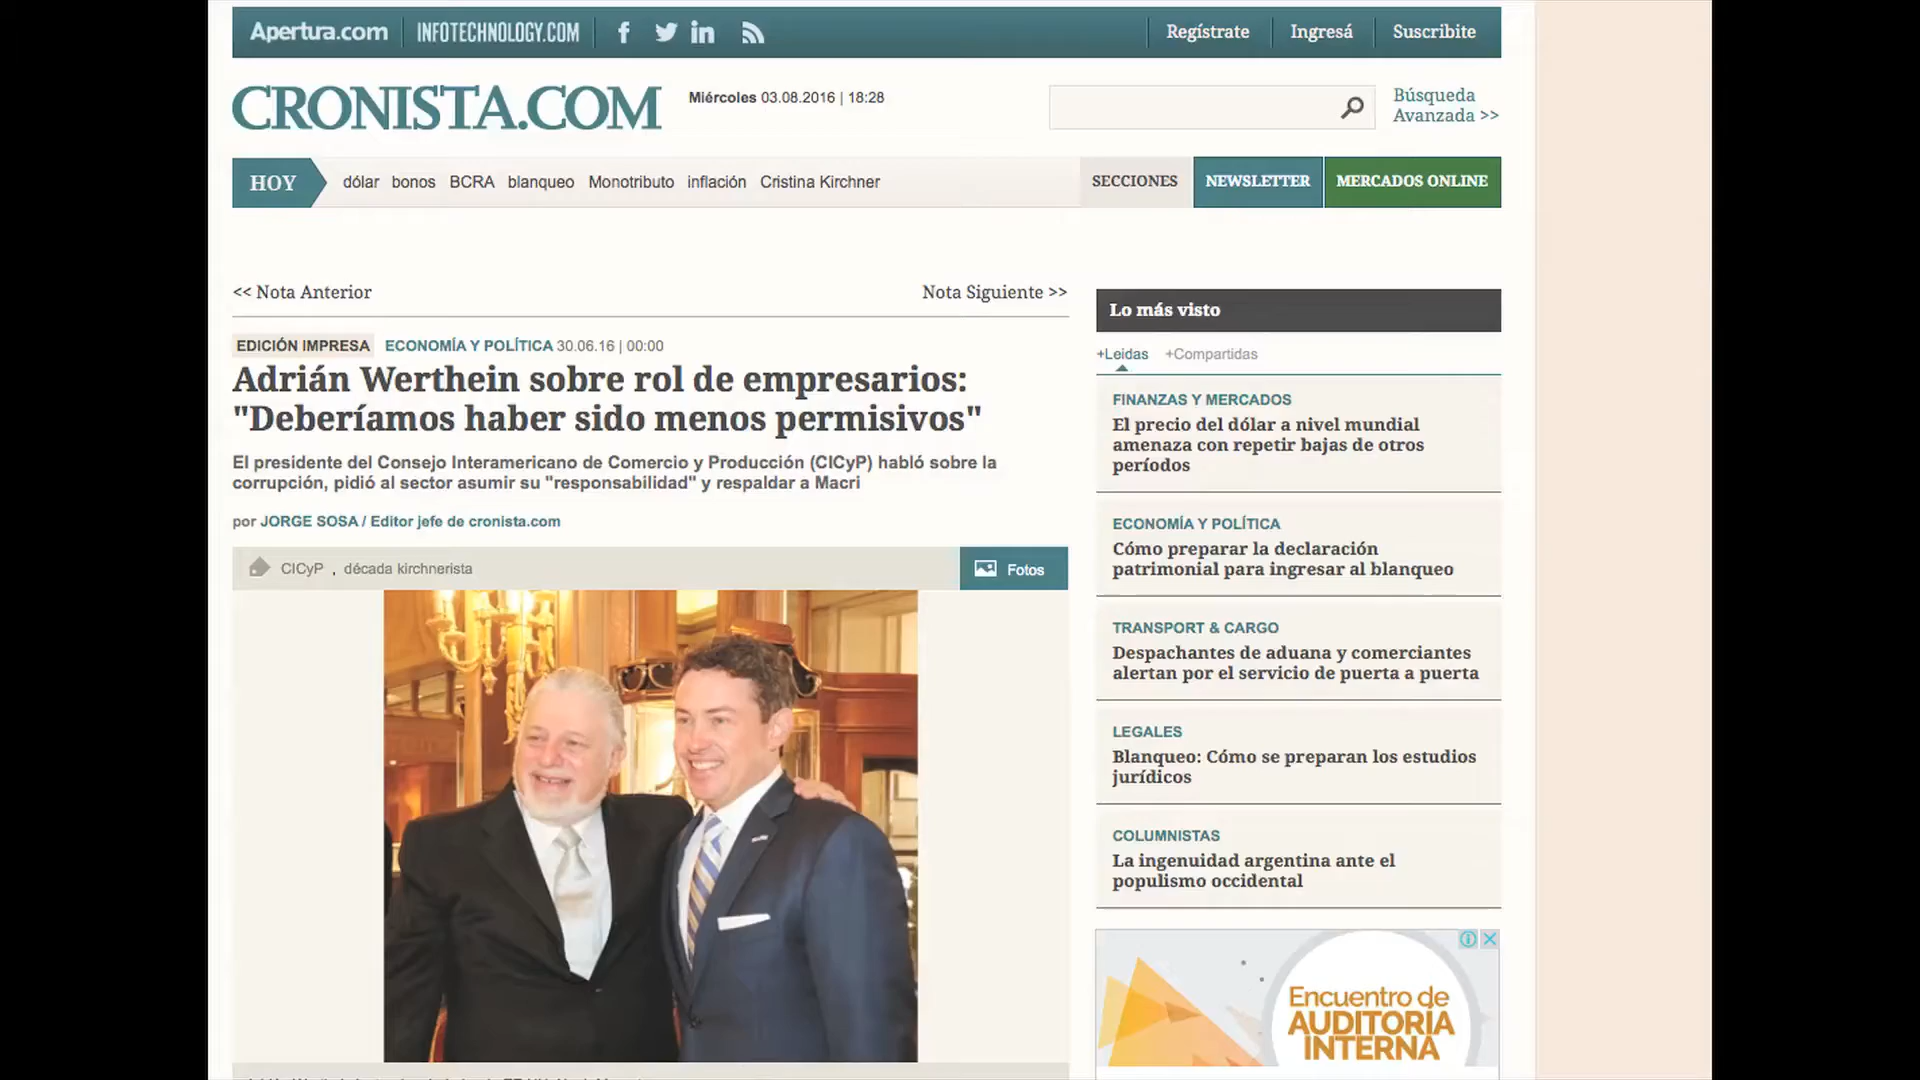 Apertura.com
INFOTECHNOLOGY.COM
Regístrate
Ingresá
Suscribite
CRONISTA.COM
Miércoles 03.08.2016 | 18:28
Búsqueda
Avanzada >>
HOY
dólar bonos BCRA blanqueo Monotributo inflación Cristina Kirchner
SECCIONES
NEWSLETTER
MERCADOS ONLINE
<< Nota Anterior
Nota Siguiente >>
EDICIÓN IMPRESA ECONOMÍA Y POLÍTICA 30.06.16 | 00:00
Adrián Werthein sobre rol de empresarios:
"Deberíamos haber sido menos permisivos"
El presidente del Consejo Interamericano de Comercio y Producción (CICyP) habló sobre la
corrupción, pidió al sector asumir su "responsabilidad" y respaldar a Macri
por JORGE SOSA / Editor jefe de cronista.com
CICyP , década kirchnerista
Fotos
Lo más visto
+Leidas +Compartidas
FINANZAS Y MERCADOS
El precio del dólar a nivel mundial
amenaza con repetir bajas de otros
períodos
ECONOMÍA Y POLÍTICA
Cómo preparar la declaración
patrimonial para ingresar al blanqueo
TRANSPORT & CARGO
Despachantes de aduana y comerciantes
alertan por el servicio de puerta a puerta
LEGALES
Blanqueo: Cómo se preparan los estudios
jurídicos
COLUMNISTAS
La ingenuidad argentina ante el
populismo occidental
Encuentro de
AUDITORÍA
INTERNA